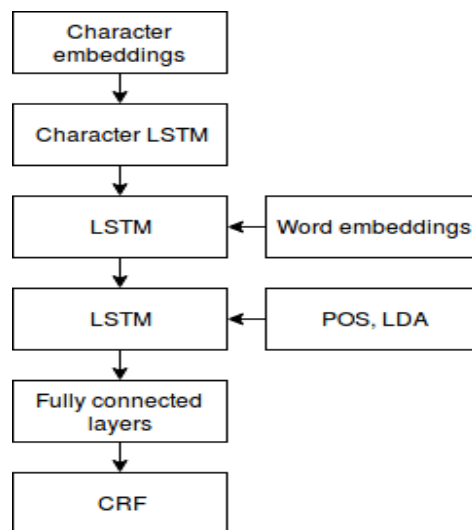 Character
embeddings
Character LSTM
LSTM
Word embeddings
LSTM
POS, LDA
Fully connected
layers
CRF